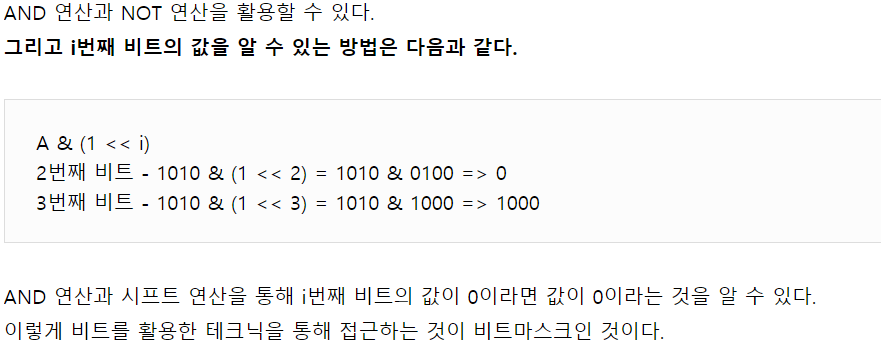 AND 연산과 NOT 연산을 활용할 수 있다.
그리고 i번째 비트의 값을 알 수 있는 방법은 다음과 같다.
A & (1 << i)
2번째 비트 - 1010 & (1 << 2) = 1010 & 0100 => 0
3번째 비트 - 1010 & (1 << 3) = 1010 & 1000 => 1000
AND 연산과 시프트 연산을 통해 i번째 비트의 값이 0이라면 값이 0이라는 것을 알 수 있다.
이렇게 비트를 활용한 테크닉을 통해 접근하는 것이 비트마스크인 것이다.